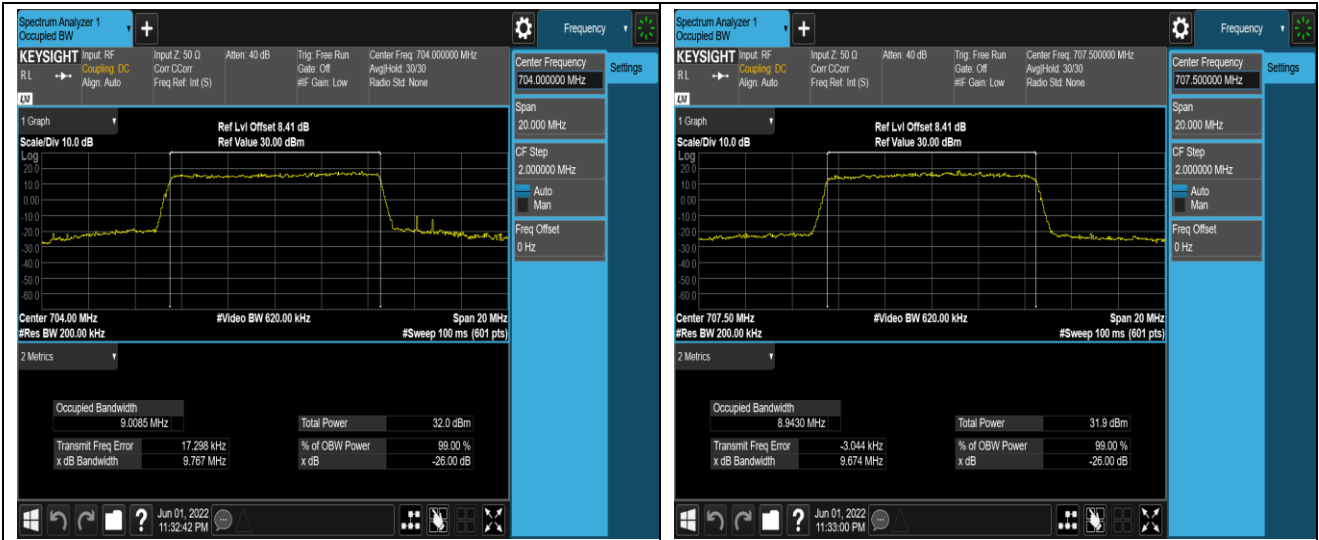 Spectrum Analyzer 1
Occupied BW
+
Frequency
KEYSIGHT
Input: RF
Input Z: 50 Ω
Atten: 40 dB
Trig: Free Run
Center Freq: 704.000000 MHz
RL
Coupling: DC
Corr CCorr
Gate: Off
Avg|Hold: 30/30
Align: Auto
Freq Ref: Int (S)
#IF Gain: Low
Radio Std: None
LXI
Center Frequency
704.000000 MHz
Settings
Span
20.000 MHz
CF Step
2.000000 MHz
Auto
Man
Freq Offset
0 Hz
1 Graph
Ref Lvl Offset 8.41 dB
Scale/Div 10.0 dB
Ref Value 30.00 dBm
Log
20.0
10.0
0.00
-10.0
-20.0
-30.0
-40.0
-50.0
-60.0
Center 704.00 MHz
#Video BW 620.00 kHz
Span 20 MHz
#Res BW 200.00 kHz
#Sweep 100 ms (601 pts)
2 Metrics
Occupied Bandwidth
9.0085 MHz
Total Power
32.0 dBm
Transmit Freq Error
17.298 kHz
% of OBW Power
99.00 %
x dB Bandwidth
9.767 MHz
x dB
-26.00 dB
?
Jun 01, 2022
11:32:42 PM
Spectrum Analyzer 1
Occupied BW
+
Frequency
KEYSIGHT
Input: RF
Input Z: 50 Ω
Atten: 40 dB
Trig: Free Run
Center Freq: 707.500000 MHz
RL
Coupling: DC
Corr CCorr
Gate: Off
Avg|Hold: 30/30
Align: Auto
Freq Ref: Int (S)
#IF Gain: Low
Radio Std: None
LXI
Center Frequency
707.500000 MHz
Settings
Span
20.000 MHz
CF Step
2.000000 MHz
Auto
Man
Freq Offset
0 Hz
1 Graph
Ref Lvl Offset 8.41 dB
Scale/Div 10.0 dB
Ref Value 30.00 dBm
Log
20.0
10.0
0.00
-10.0
-20.0
-30.0
-40.0
-50.0
-60.0
Center 707.50 MHz
#Video BW 620.00 kHz
Span 20 MHz
#Res BW 200.00 kHz
#Sweep 100 ms (601 pts)
2 Metrics
Occupied Bandwidth
8.9430 MHz
Total Power
31.9 dBm
Transmit Freq Error
-3.044 kHz
% of OBW Power
99.00 %
x dB Bandwidth
9.674 MHz
x dB
-26.00 dB
?
Jun 01, 2022
11:33:00 PM